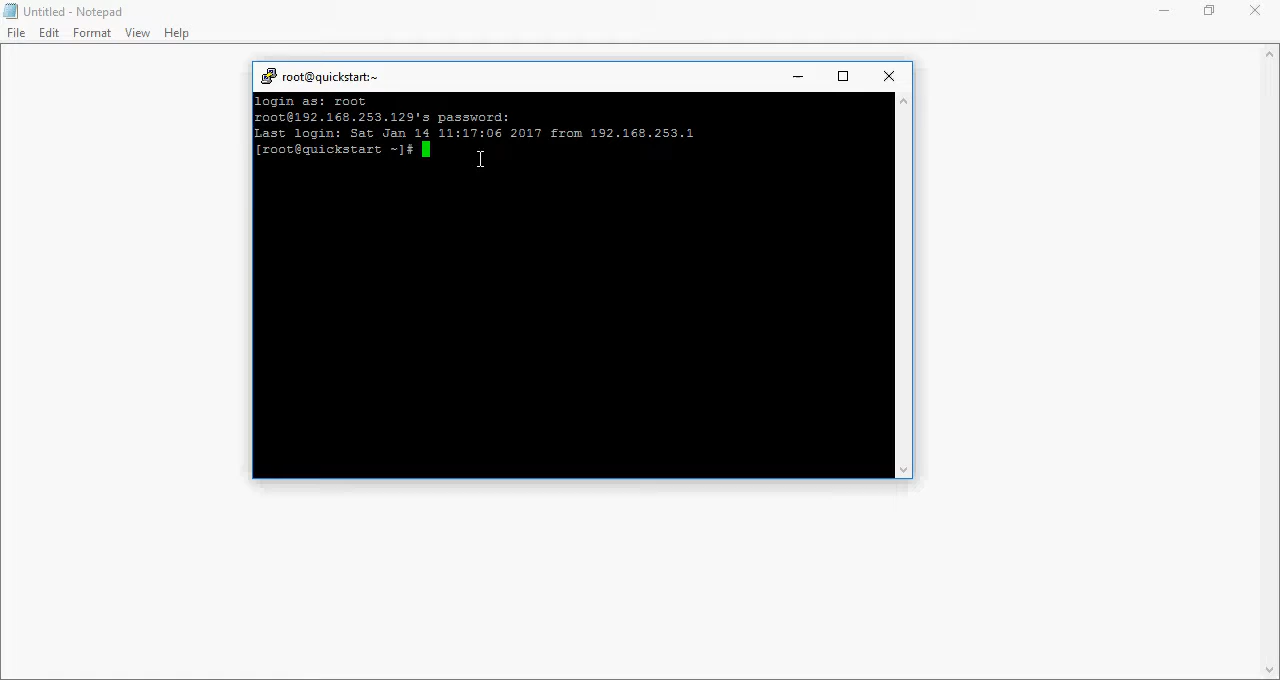 Untitled - Notepad
File Edit Format View Help
root@quickstart:~
login as: root
root@192.168.253.129's password:
Last login: Sat Jan 14 11:17:06 2017 from 192.168.253.1
[root@quickstart ~]#